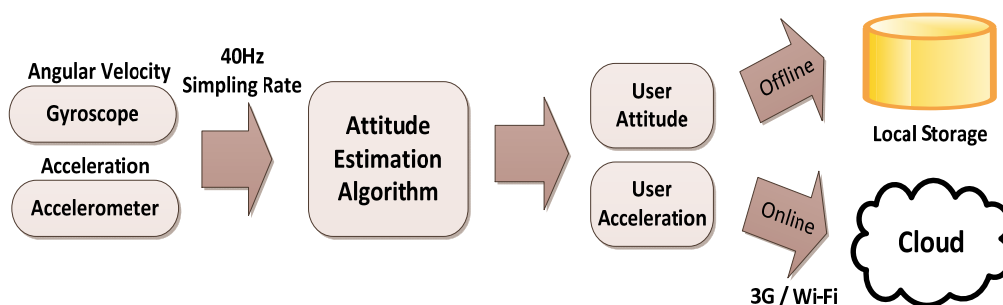 Angular Velocity
Gyroscope
Acceleration
Accelerometer
40Hz
Simpling Rate
Attitude
Estimation
Algorithm
User
Attitude
User
Acceleration
Offline
Local Storage
Online
3G / Wi-Fi
Cloud